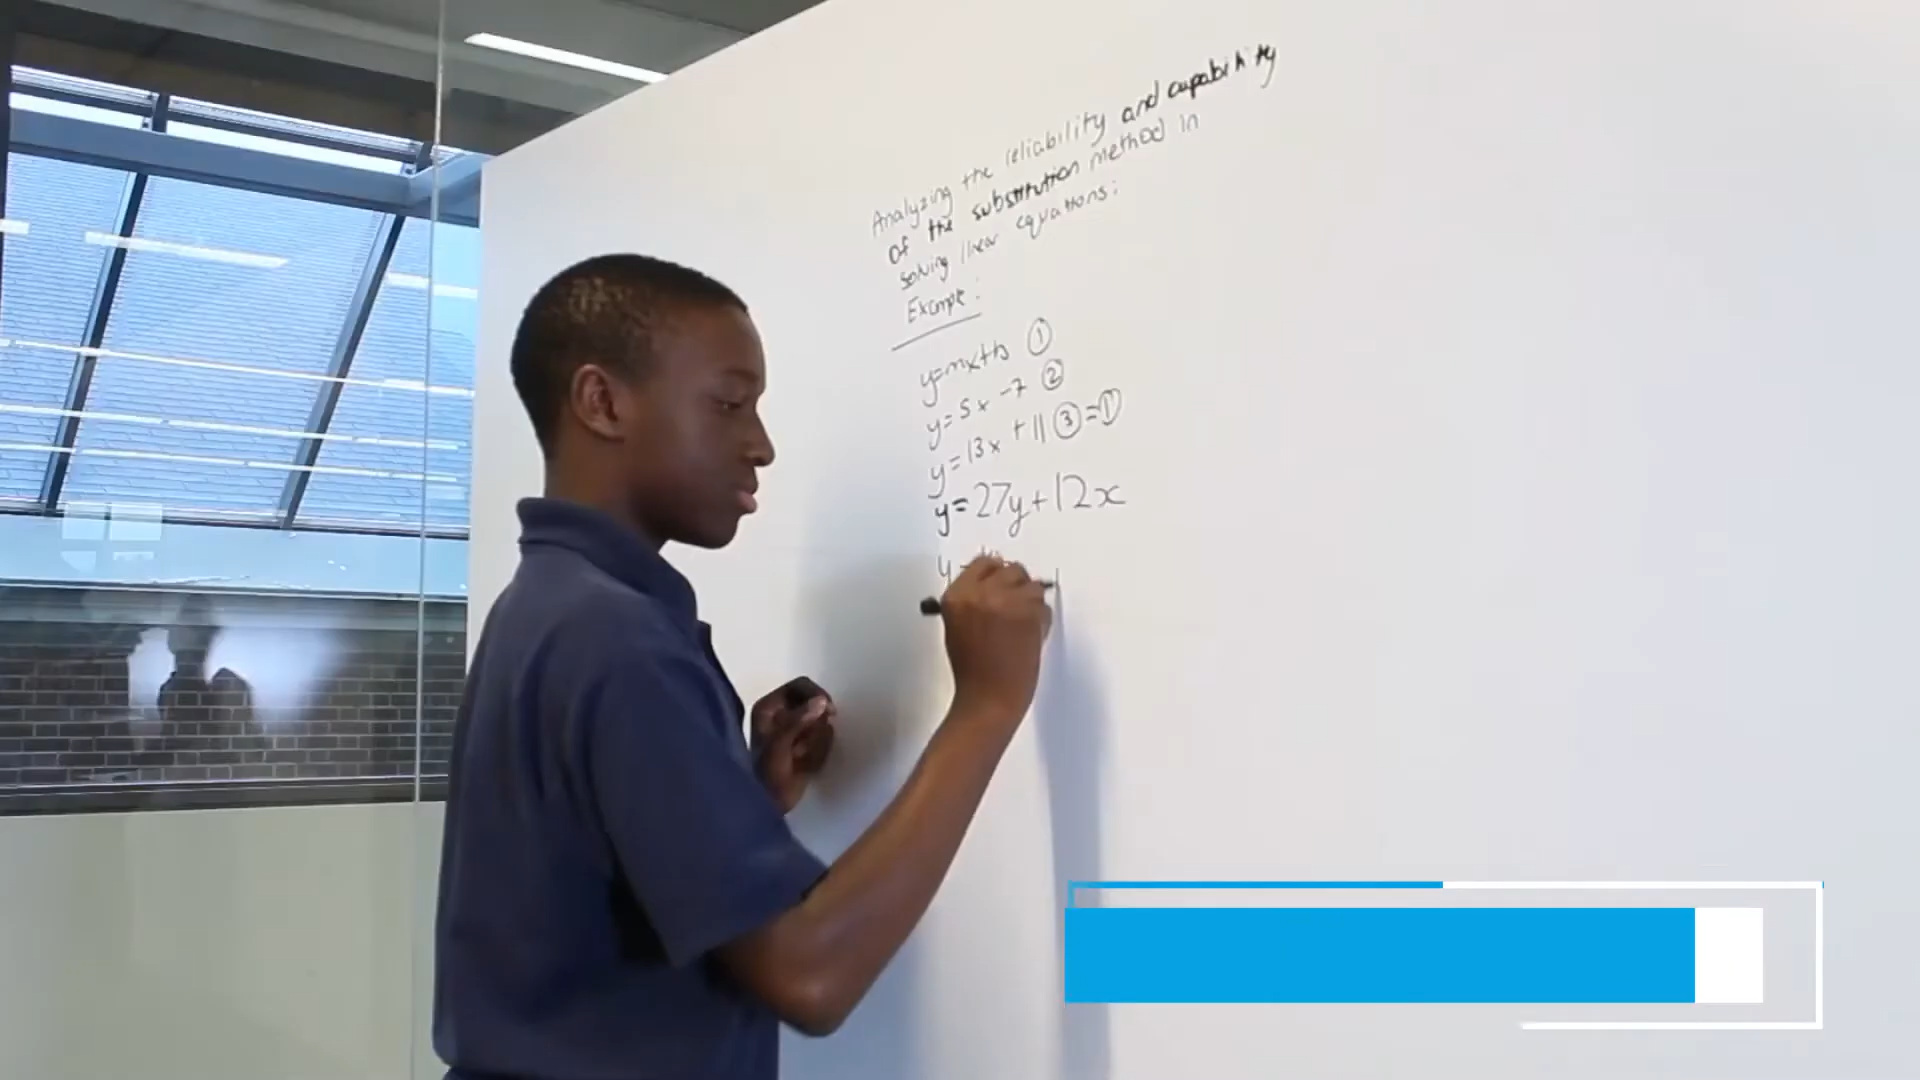 Analyzing the reliability and capability
of the substitution method in
solving linear equations:
Example:
y=mx+b ①
y=5x-7 ②
y=13x+11 ③=①
y=27y+12x
y